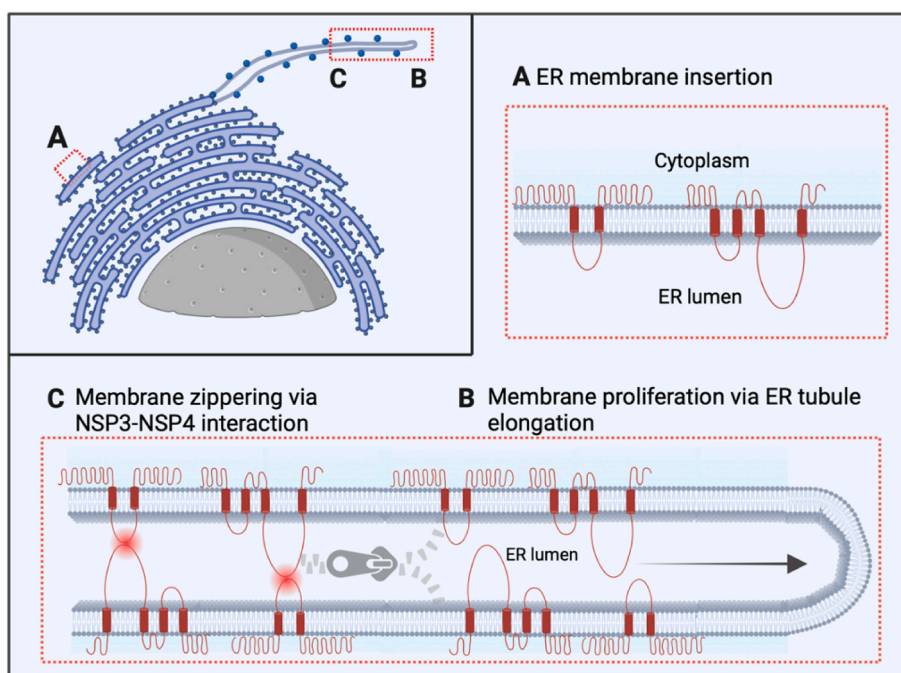 A
C
B
A ER membrane insertion
Cytoplasm
ER lumen
C Membrane zippering via
NSP3-NSP4 interaction
B Membrane proliferation via ER tubule
elongation
ER lumen